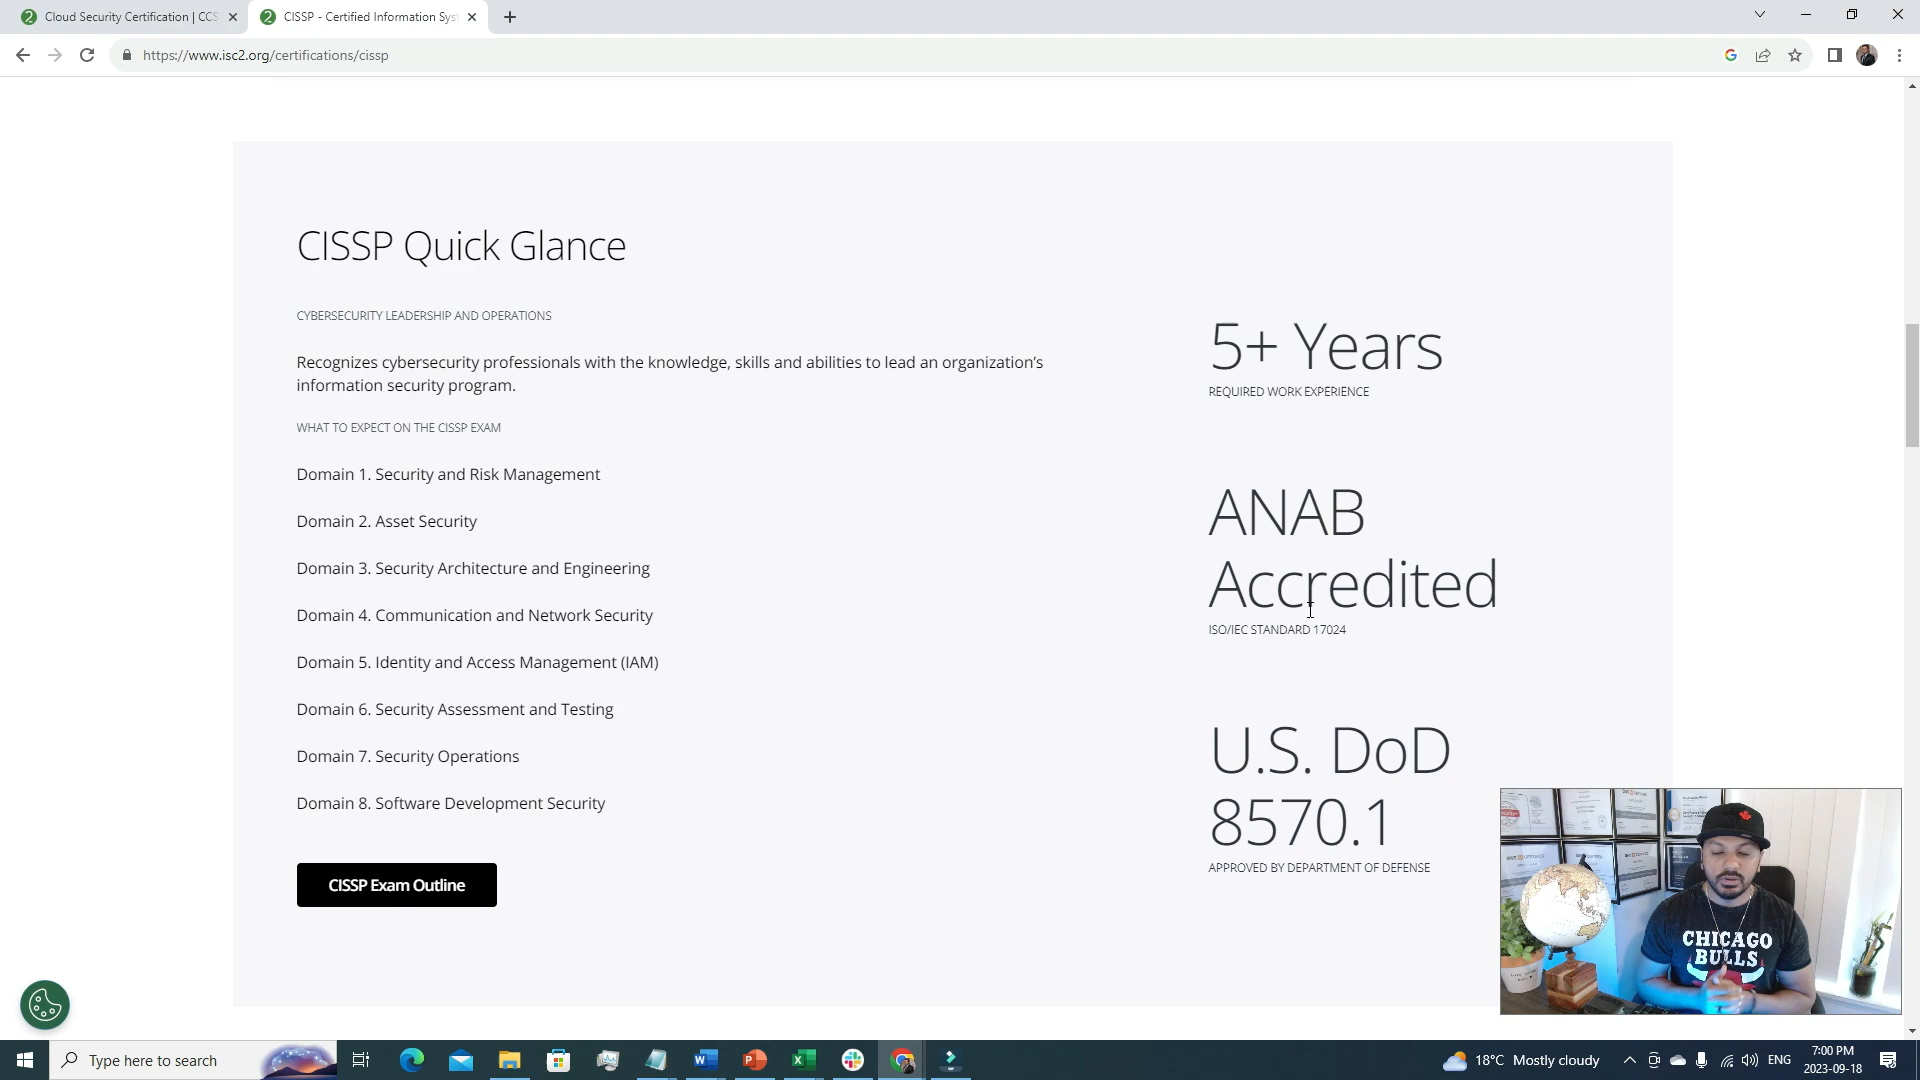 Cloud Security Certification | CCS
CISSP - Certified Information Sys
https://www.isc2.org/certifications/cissp
CISSP Quick Glance
CYBERSECURITY LEADERSHIP AND OPERATIONS
Recognizes cybersecurity professionals with the knowledge, skills and abilities to lead an organization's
information security program.
WHAT TO EXPECT ON THE CISSP EXAM
Domain 1. Security and Risk Management
Domain 2. Asset Security
Domain 3. Security Architecture and Engineering
Domain 4. Communication and Network Security
Domain 5. Identity and Access Management (IAM)
Domain 6. Security Assessment and Testing
Domain 7. Security Operations
Domain 8. Software Development Security
CISSP Exam Outline
5+ Years
REQUIRED WORK EXPERIENCE
ANAB
Accredited
ISO/IEC STANDARD 17024
U.S. DoD
8570.1
APPROVED BY DEPARTMENT OF DEFENSE
CHICAGO
BULLS
Type here to search
18°C Mostly cloudy
ENG
7:00 PM
2023-09-18